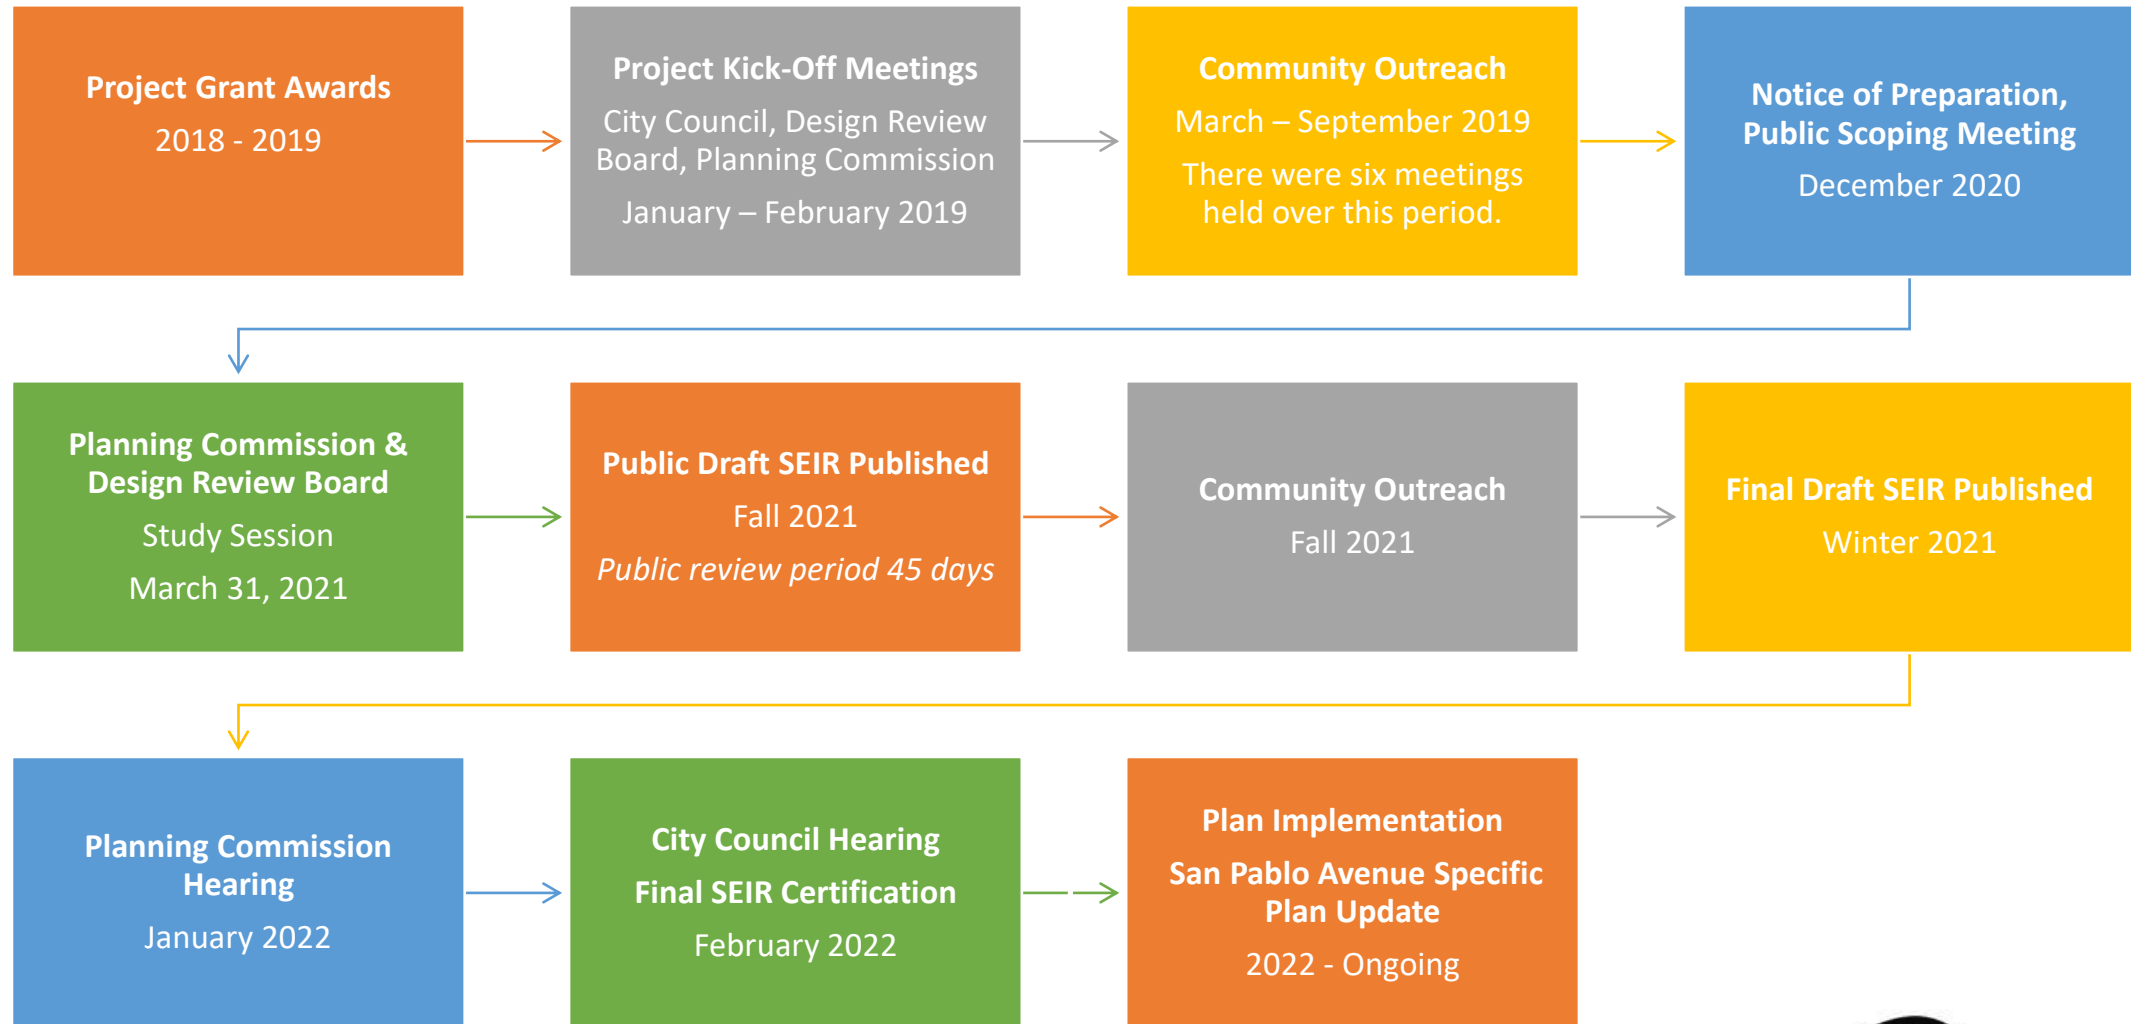 Project Grant Awards
2018 - 2019
Project Kick-Off Meetings
City Council, Design Review
Board, Planning Commission
January – February 2019
Community Outreach
March – September 2019
There were six meetings
held over this period.
Notice of Preparation,
Public Scoping Meeting
December 2020
Planning Commission &
Design Review Board
Study Session
March 31, 2021
Public Draft SEIR Published
Fall 2021
Public review period 45 days
Community Outreach
Fall 2021
Final Draft SEIR Published
Winter 2021
Planning Commission
Hearing
January 2022
City Council Hearing
Final SEIR Certification
February 2022
Plan Implementation
San Pablo Avenue Specific
Plan Update
2022 - Ongoing